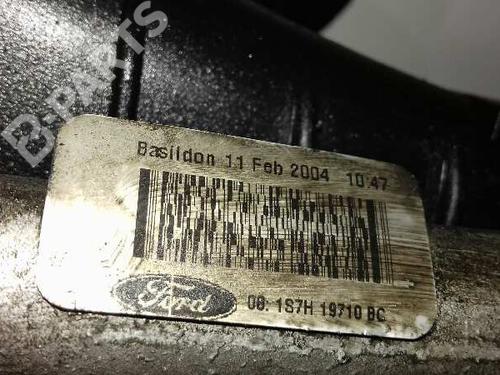 B-PARTS
Basildon 11 Feb 2004 10:47
Ford
08. 1S7H 19710 BC